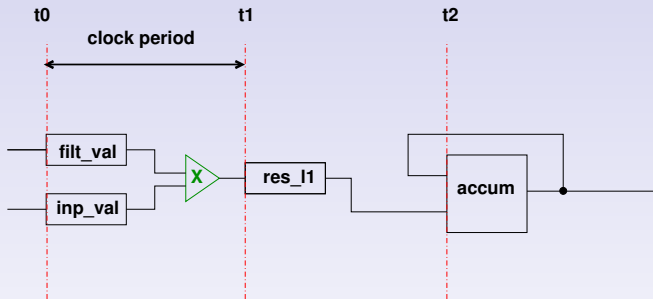 t0 t1 t2
clock period
filt_val
X res_l1 accum
inp_val